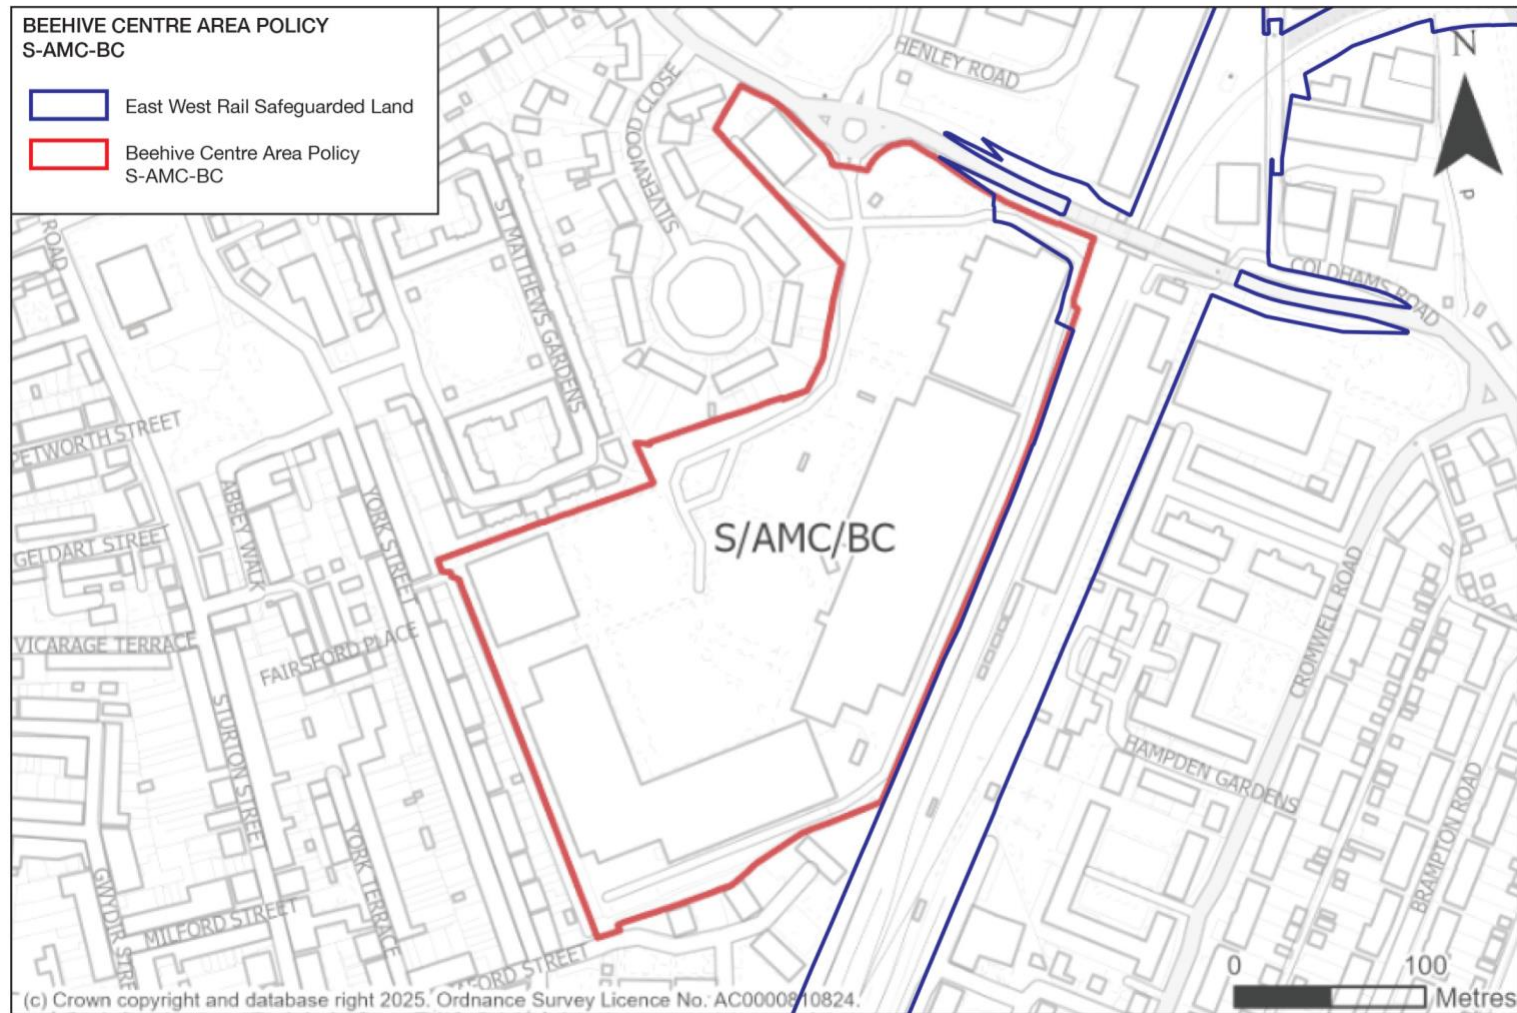 BEEHIVE CENTRE AREA POLICY
S-AMC-BC
East West Rail Safeguarded Land
Beehive Centre Area Policy
S-AMC-BC
N
HENLEY ROAD
SILVERWOOD CLOSE
P
ST MATTHEWS GARDENS
ROAD
COLDHAMS ROAD
PETWORTH STREET
ABBEY WALK
YORK STREET
GELDART STREET
S/AMC/BC
CROMWELL ROAD
VICARAGE TERRACE
FAIRSFORD PLACE
STURTON STREET
HAMPDEN GARDENS
BRAMPTON ROAD
YORK TERRACE
GWYDIR STRE
MILFORD STREET
FORD STREET
0 100
Metres
(c) Crown copyright and database right 2025. Ordnance Survey Licence No. AC0000810824.